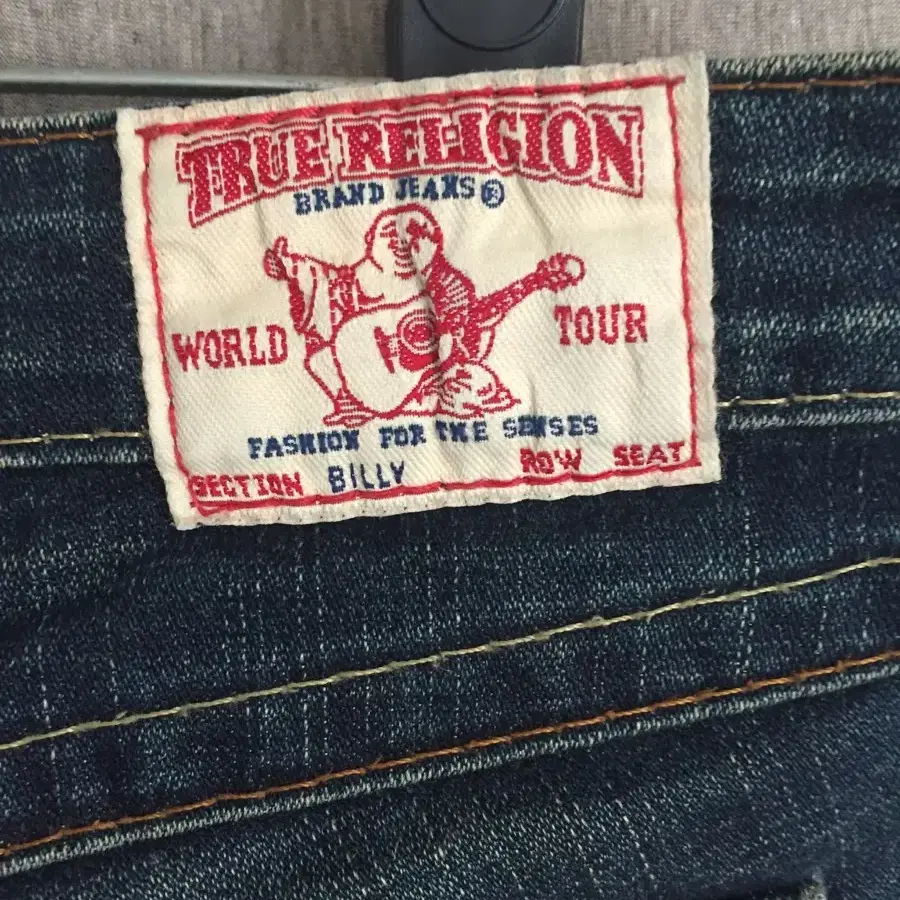 TRUE RELIGION
BRAND JEANS®
WORLD TOUR
FASHION FOR THE SENSES
SECTION BILLY ROW SEAT